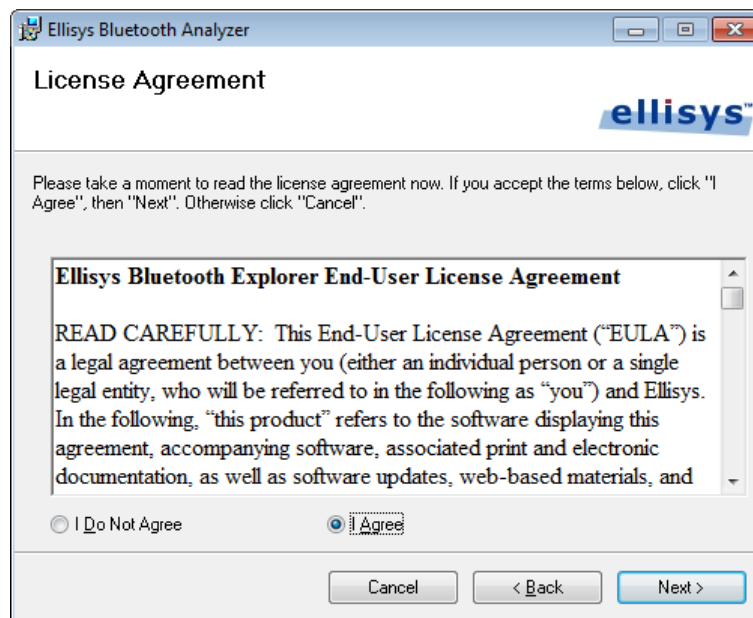 Ellisys Bluetooth Analyzer
License Agreement
ellisys™
Please take a moment to read the license agreement now. If you accept the terms below, click "I
Agree", then "Next". Otherwise click "Cancel".
Ellisys Bluetooth Explorer End-User License Agreement
READ CAREFULLY:  This End-User License Agreement (“EULA”) is
a legal agreement between you (either an individual person or a single
legal entity, who will be referred to in the following as “you”) and Ellisys.
In the following, “this product” refers to the software displaying this
agreement, accompanying software, associated print and electronic
documentation, as well as software updates, web-based materials, and
I Do Not Agree
I Agree
Cancel
< Back
Next >